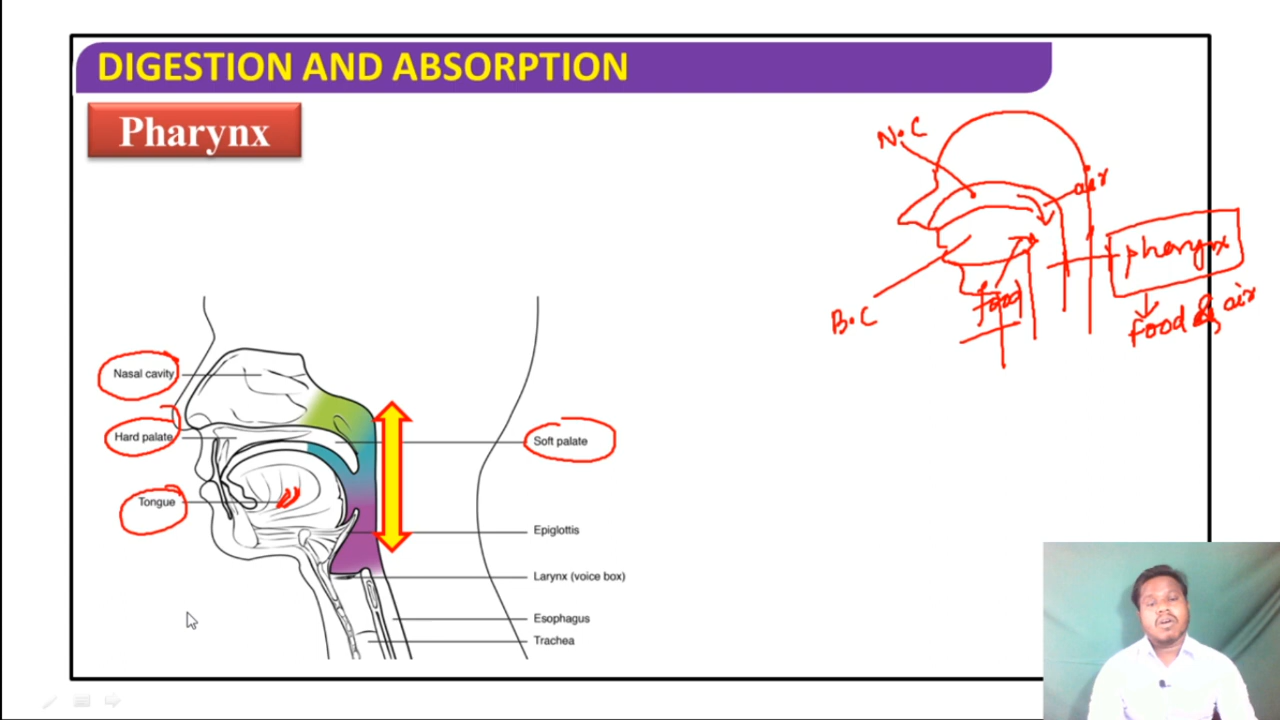 DIGESTION AND ABSORPTION
Pharynx
N.C
air
pharynx
food
Food & air
B.C
Nasal cavity
Hard palate
Soft palate
Tongue
Epiglottis
Larynx (voice box)
Esophagus
Trachea